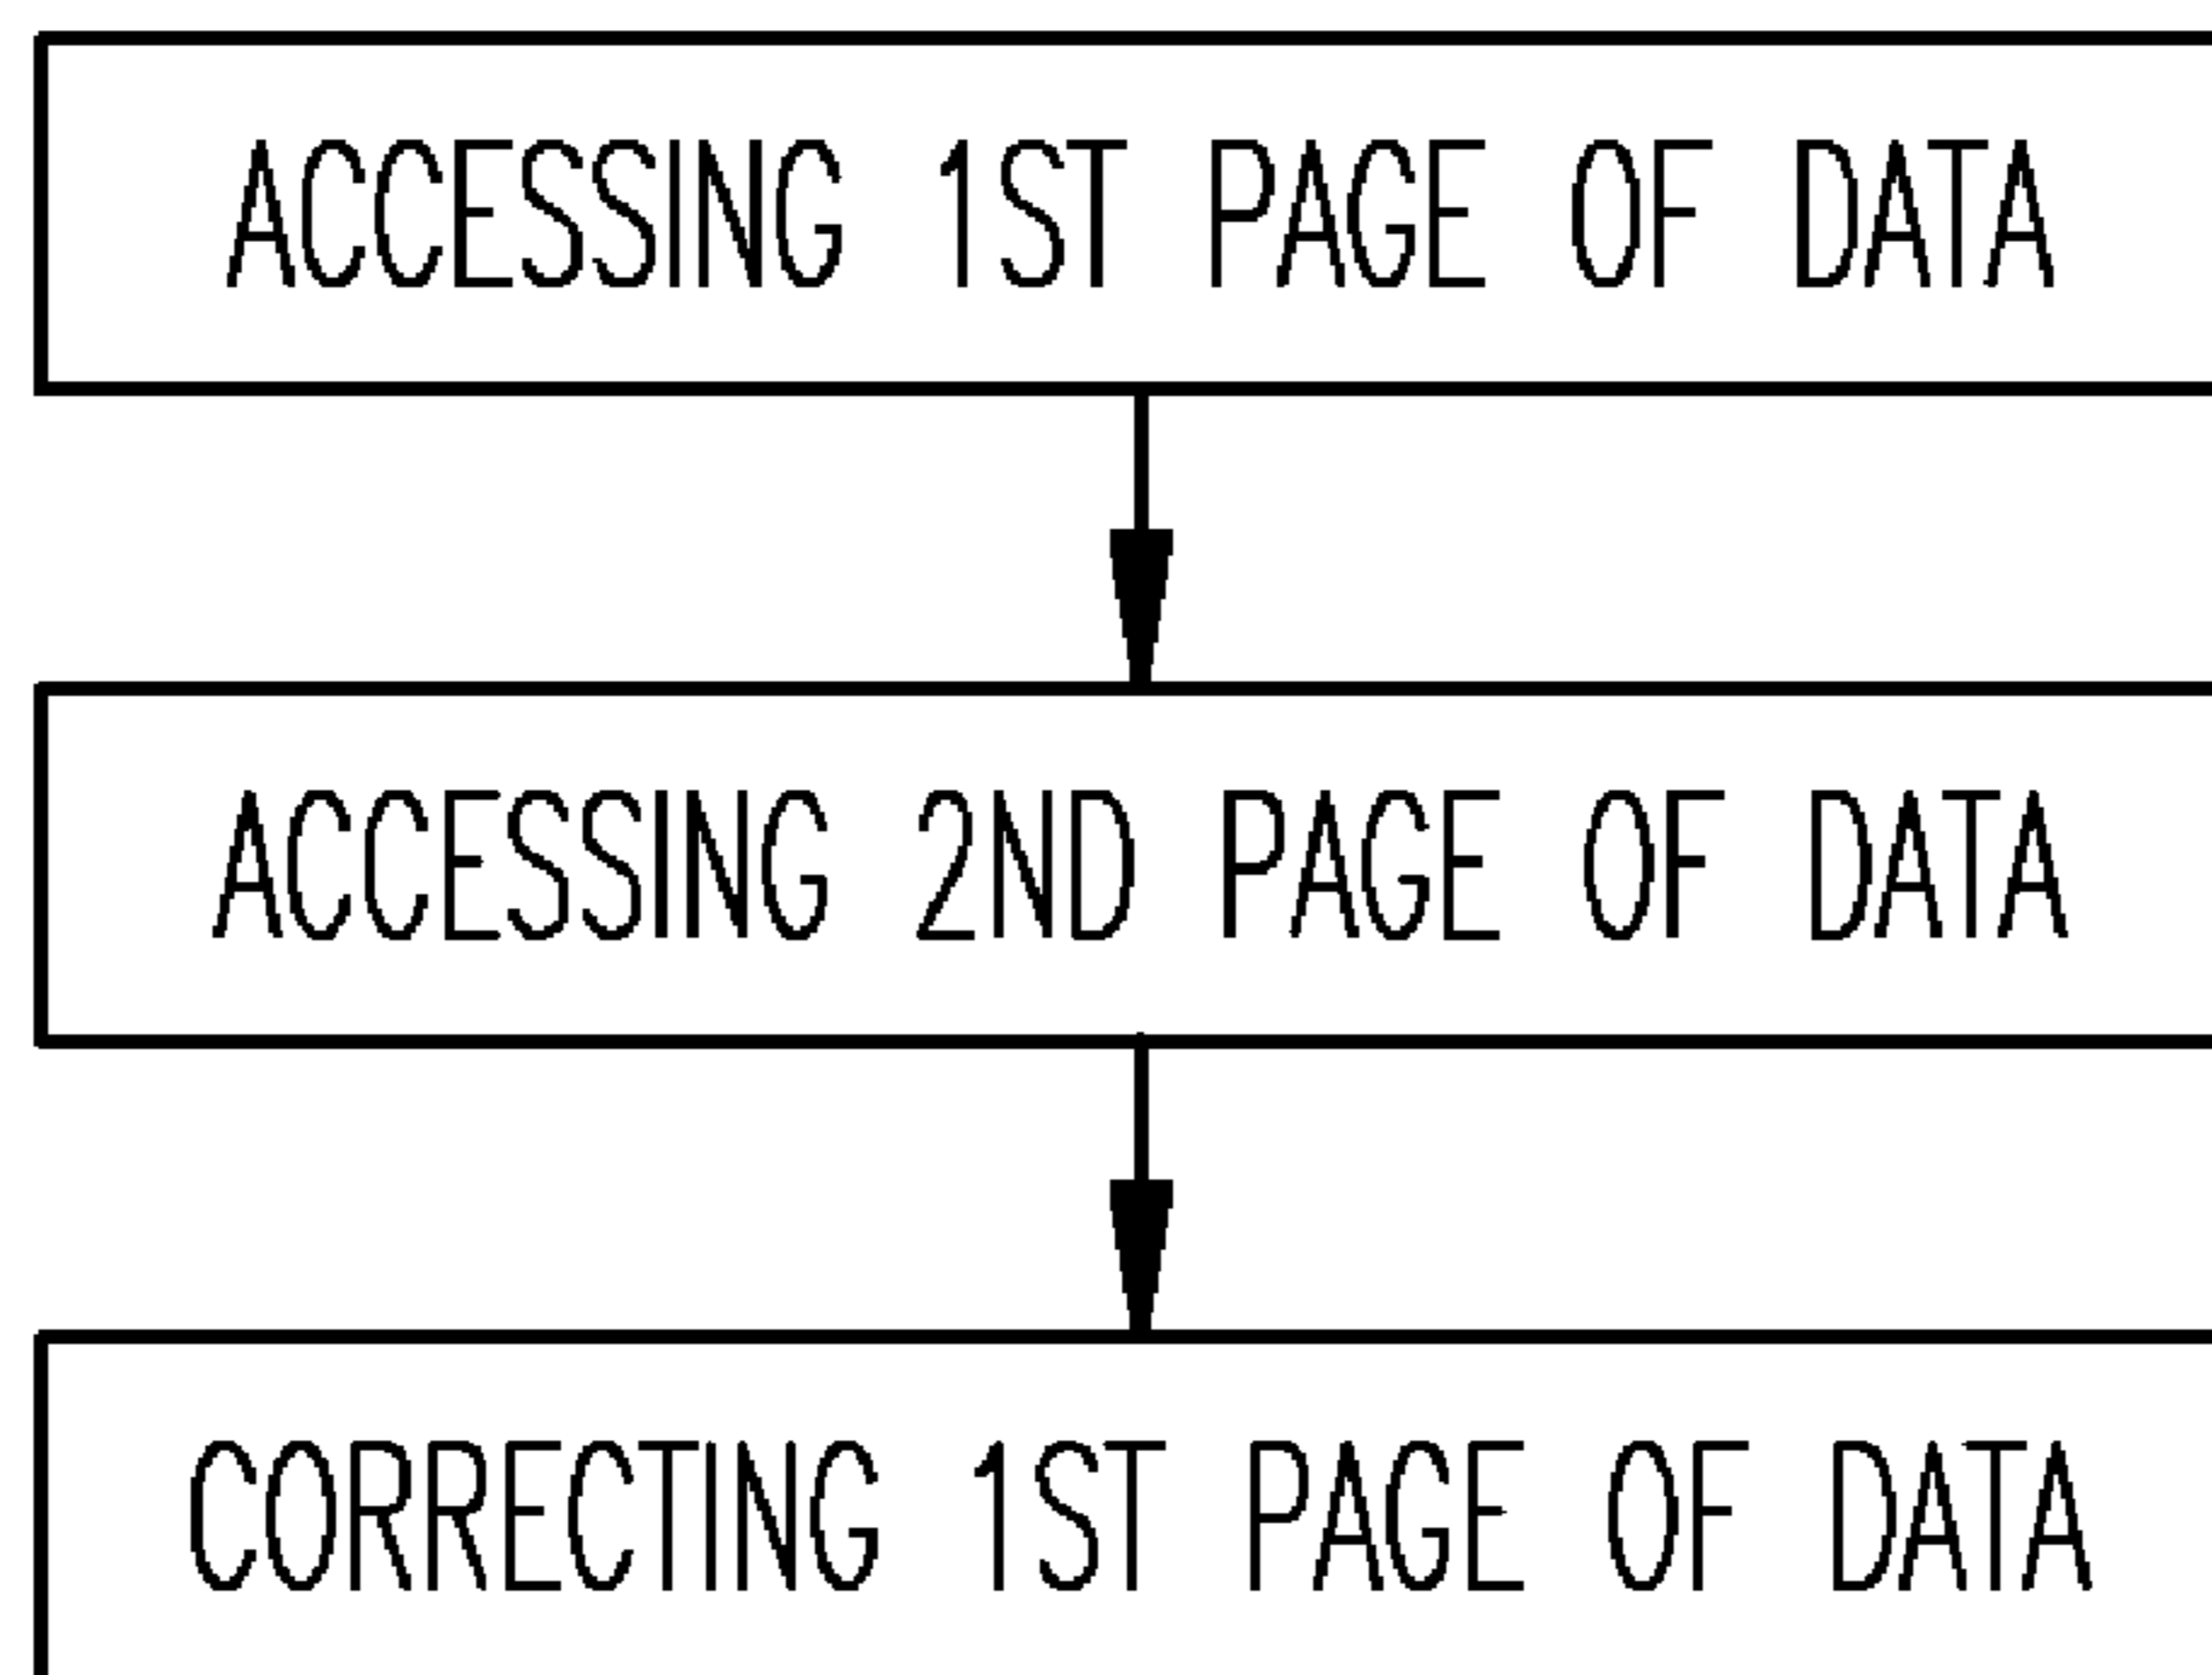 ACCESSING 1ST PAGE OF DATA
ACCESSING 2ND PAGE OF DATA
CORRECTING 1ST PAGE OF DATA